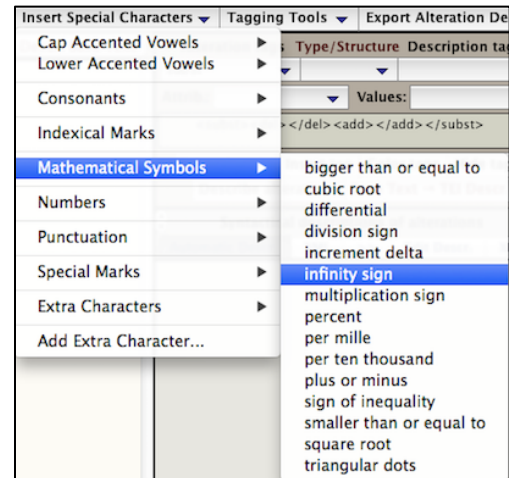 Insert Special Characters Tagging Tools Export Alteration De
Type/Structure Description tag
Values:
></del><add></add></subst>
Cap Accented Vowels
Lower Accented Vowels
Consonants
Indexical Marks
Mathematical Symbols
Numbers
Punctuation
Special Marks
Extra Characters
Add Extra Character...
bigger than or equal to
cubic root
differential
division sign
increment delta
infinity sign
multiplication sign
percent
per mille
per ten thousand
plus or minus
sign of inequality
smaller than or equal to
square root
triangular dots